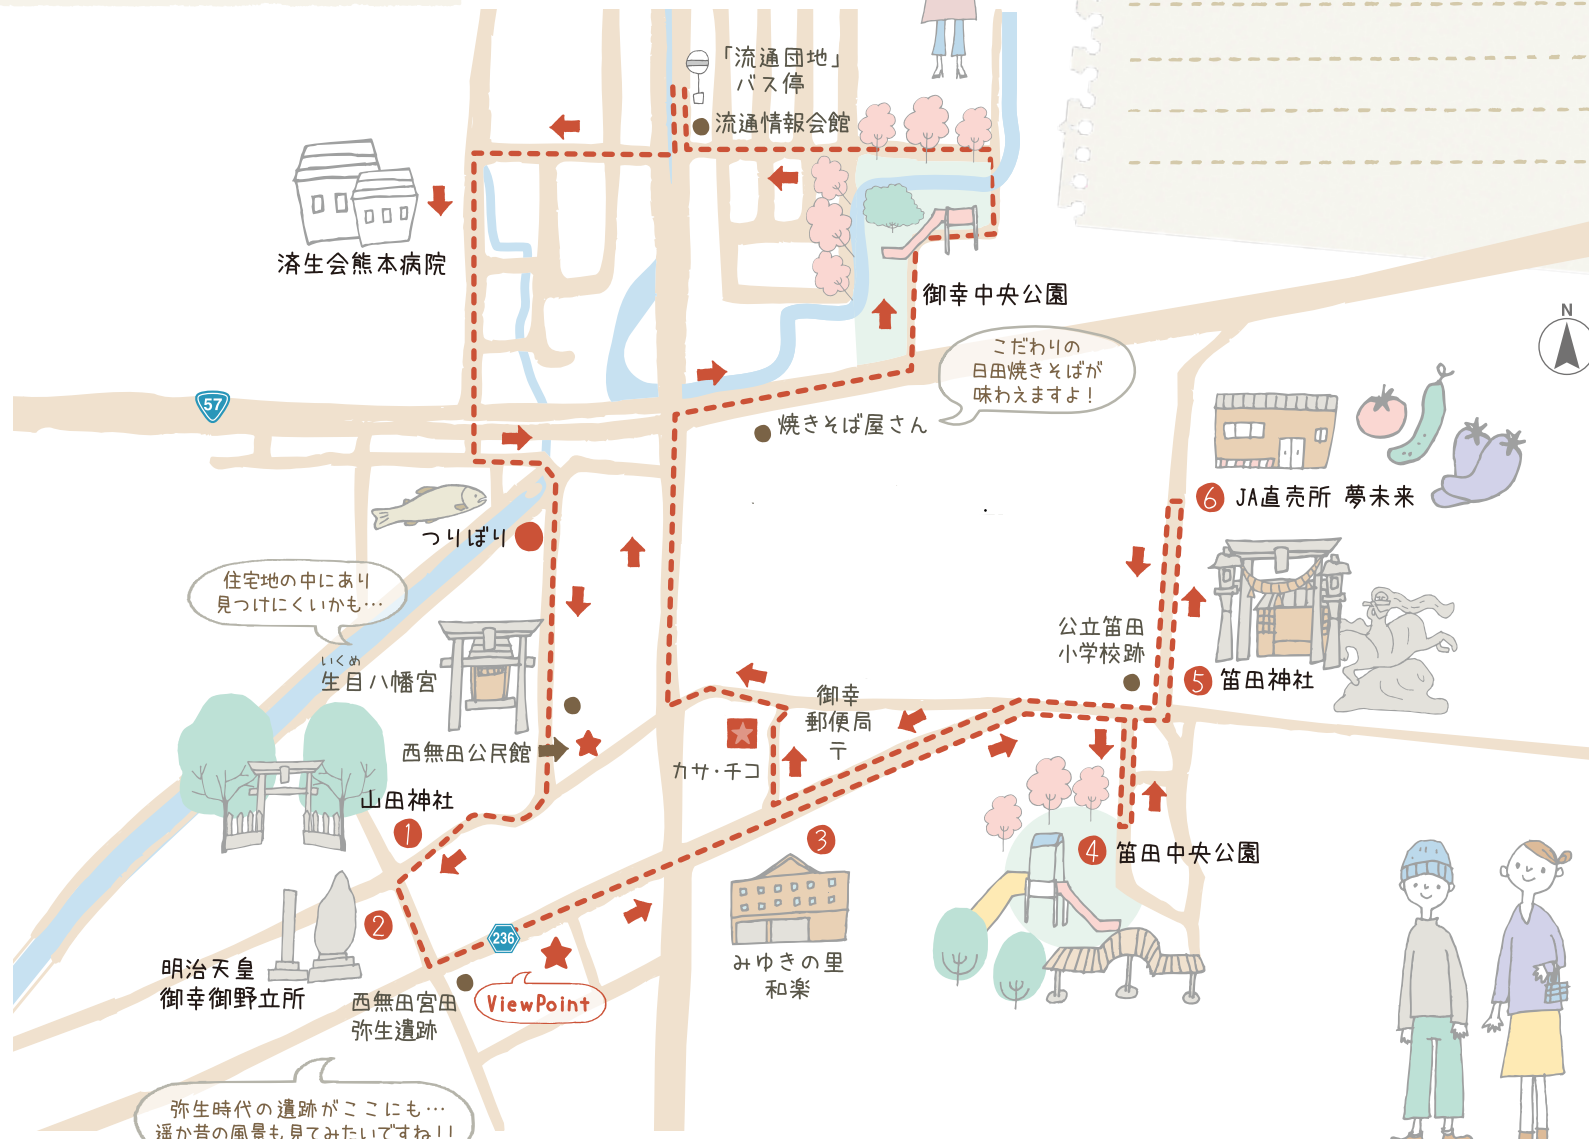 「流通団地」
バス停
流通情報会館
済生会熊本病院
御幸中央公園
N
こだわりの
日田焼きそばが
味わえますよ！
57
焼きそば屋さん
6 JA直売所 夢未来
つりぼり
住宅地の中にあり
見つけにくいかも…
いくめ
生目八幡宮
公立笛田
小学校跡
5 笛田神社
御幸
郵便局
〒
西無田公民館
カサ・チコ
山田神社
1
3
4 笛田中央公園
2
236
明治天皇
御幸御野立所
みゆきの里
和楽
西無田宮田
弥生遺跡
ViewPoint
弥生時代の遺跡がここにも…
遥か昔の風景も見てみたいですね！！